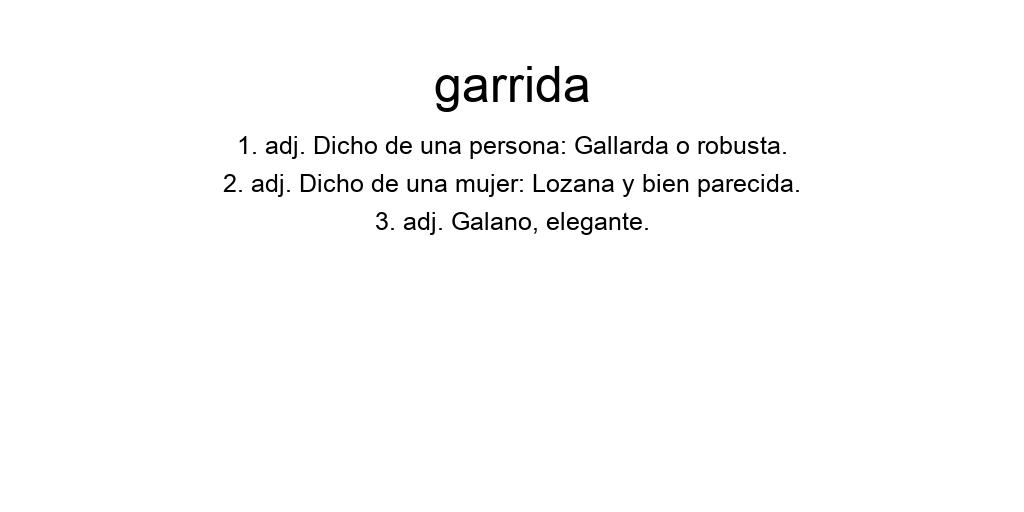 garrida
1. adj. Dicho de una persona: Gallarda o robusta.
2. adj. Dicho de una mujer: Lozana y bien parecida.
3. adj. Galano, elegante.